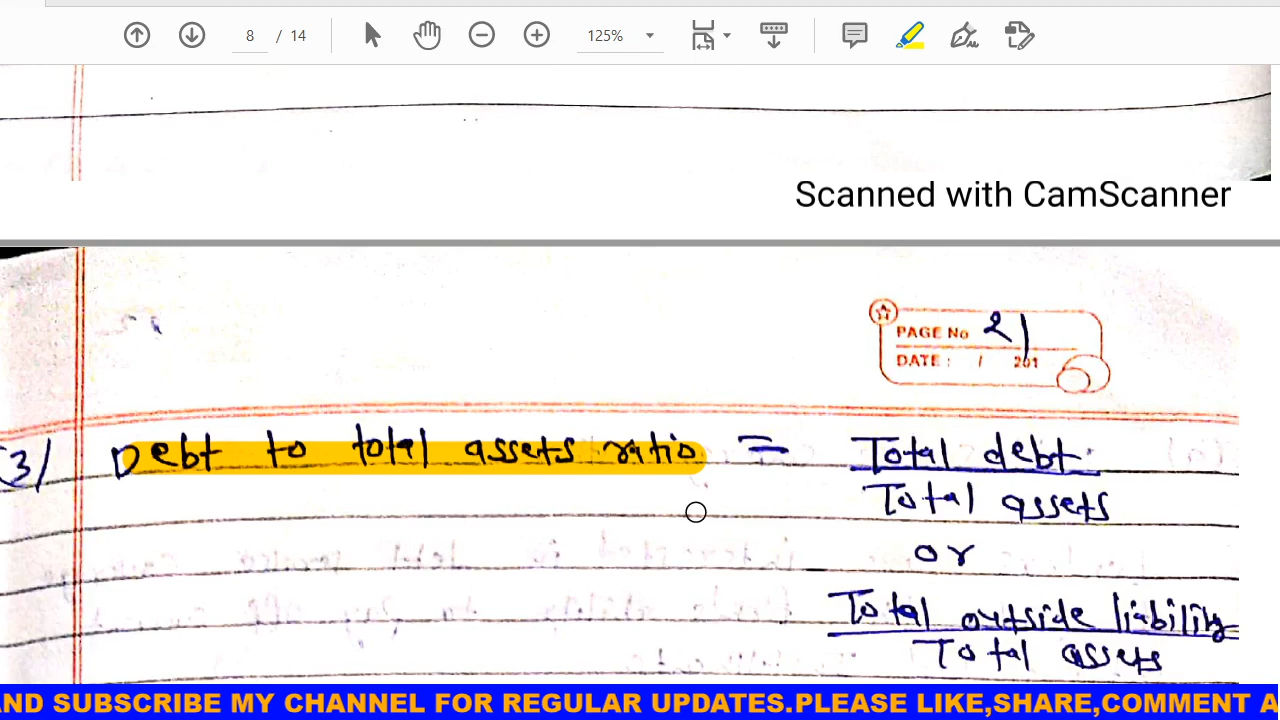 8 / 14 125%
Scanned with CamScanner
PAGE No 21
DATE : / 201
(3) Debt to total assets ratio = Total debt
Total assets
or
Total outside liability
Total assets
AND SUBSCRIBE MY CHANNEL FOR REGULAR UPDATES.PLEASE LIKE,SHARE,COMMENT A